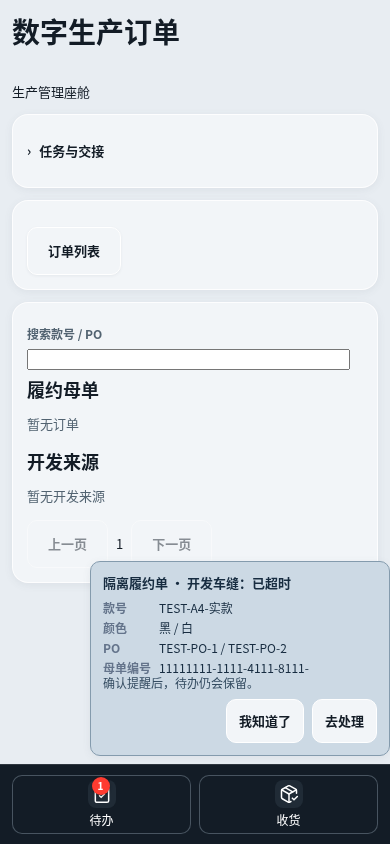 数字生产订单
生产管理座舱
› 任务与交接
订单列表
搜索款号 / PO
履约母单
暂无订单
开发来源
暂无开发来源
上一页 1 下一页
隔离履约单 · 开发车缝：已超时
款号 TEST-A4-实款
颜色 黑 / 白
PO TEST-PO-1 / TEST-PO-2
母单编号 11111111-1111-4111-8111-
确认提醒后，待办仍会保留。
我知道了 去处理
1
待办 收货